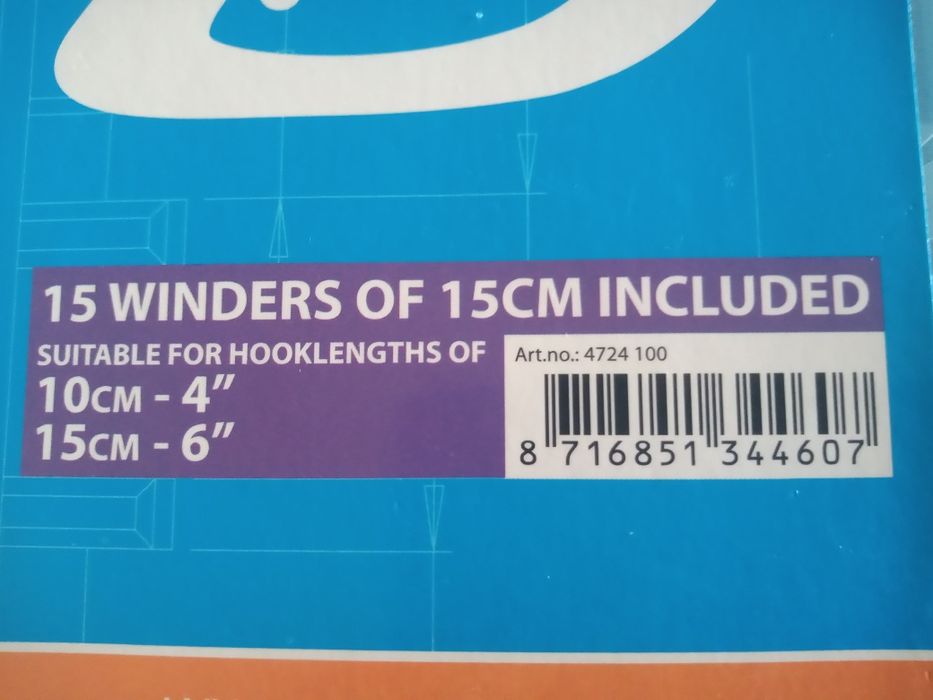 15 WINDERS OF 15CM INCLUDED
SUITABLE FOR HOOKLENGTHS OF
10CM - 4”
15CM - 6”
Art.no.: 4724 100
8 716851 344607